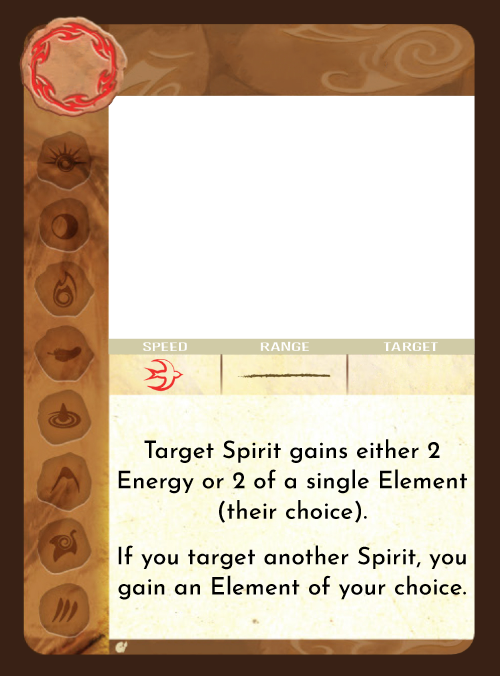 SPEED RANGE TARGET
Target Spirit gains either 2
Energy or 2 of a single Element
(their choice).
If you target another Spirit, you
gain an Element of your choice.